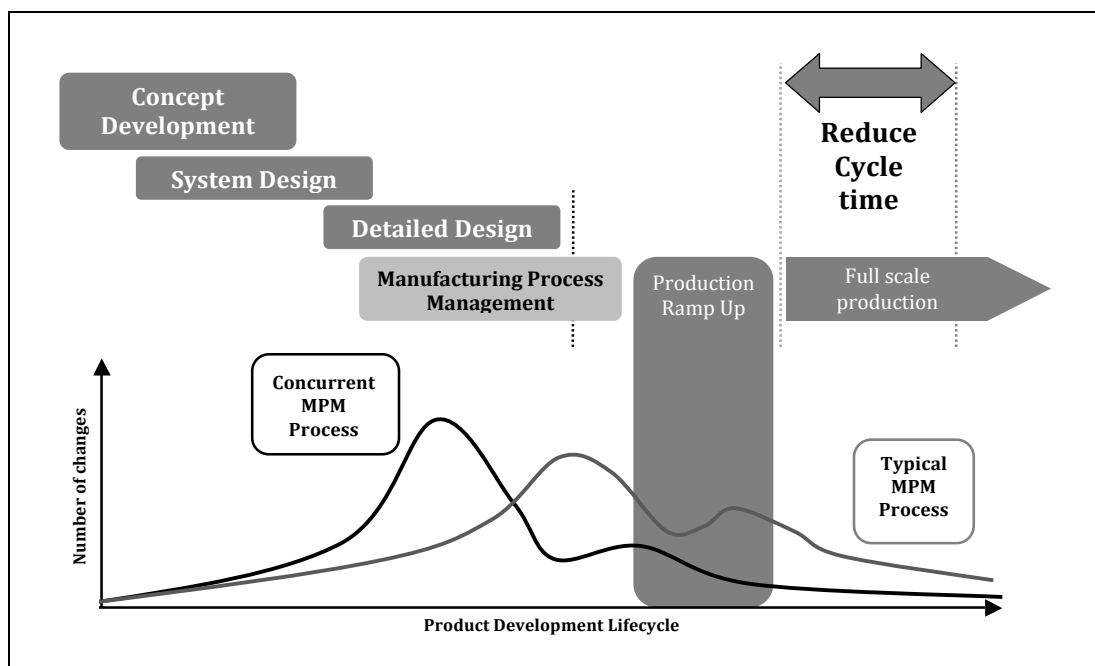 Concept
Development
System Design
Detailed Design
Manufacturing Process
Management
Production
Ramp Up
Reduce
Cycle
time
Full scale
production
Number of changes
Concurrent
MPM
Process
Typical
MPM
Process
Product Development Lifecycle